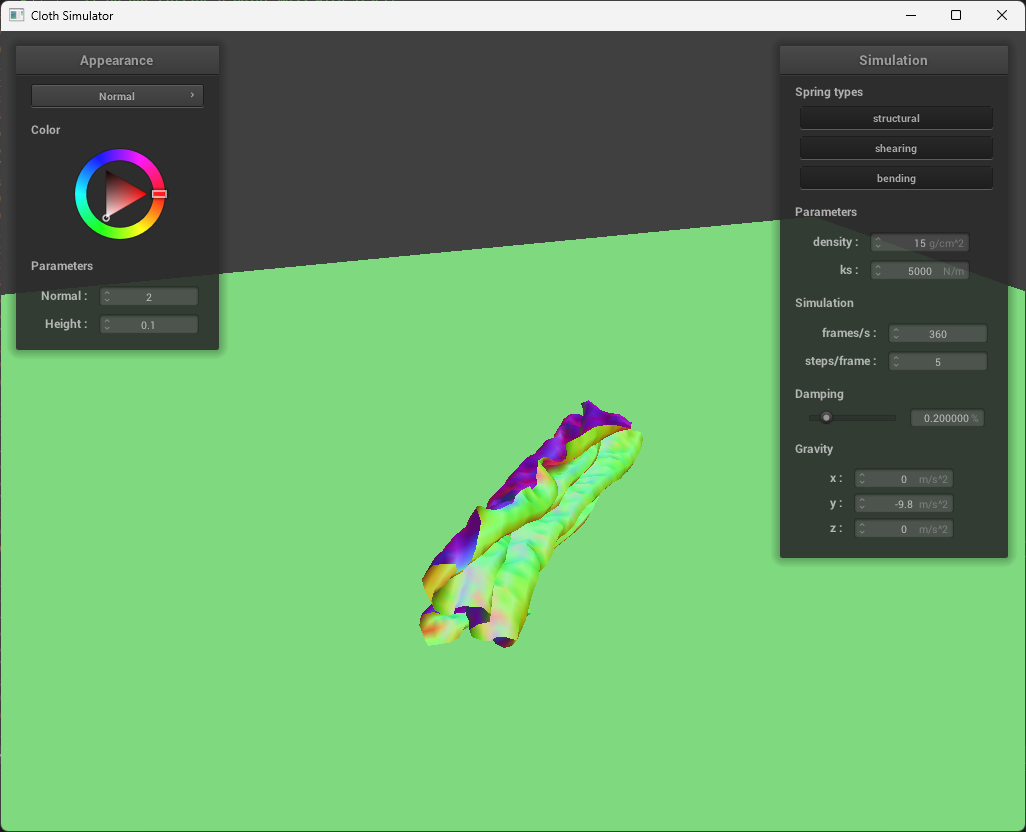 Cloth Simulator
Appearance
Normal
Color
Parameters
Normal : 2
Height : 0.1
Simulation
Spring types
structural
shearing
bending
Parameters
density : 15 g/cm^2
ks : 5000 N/m
Simulation
frames/s : 360
steps/frame : 5
Damping
0.200000 %
Gravity
x : 0 m/s^2
y : -9.8 m/s^2
z : 0 m/s^2